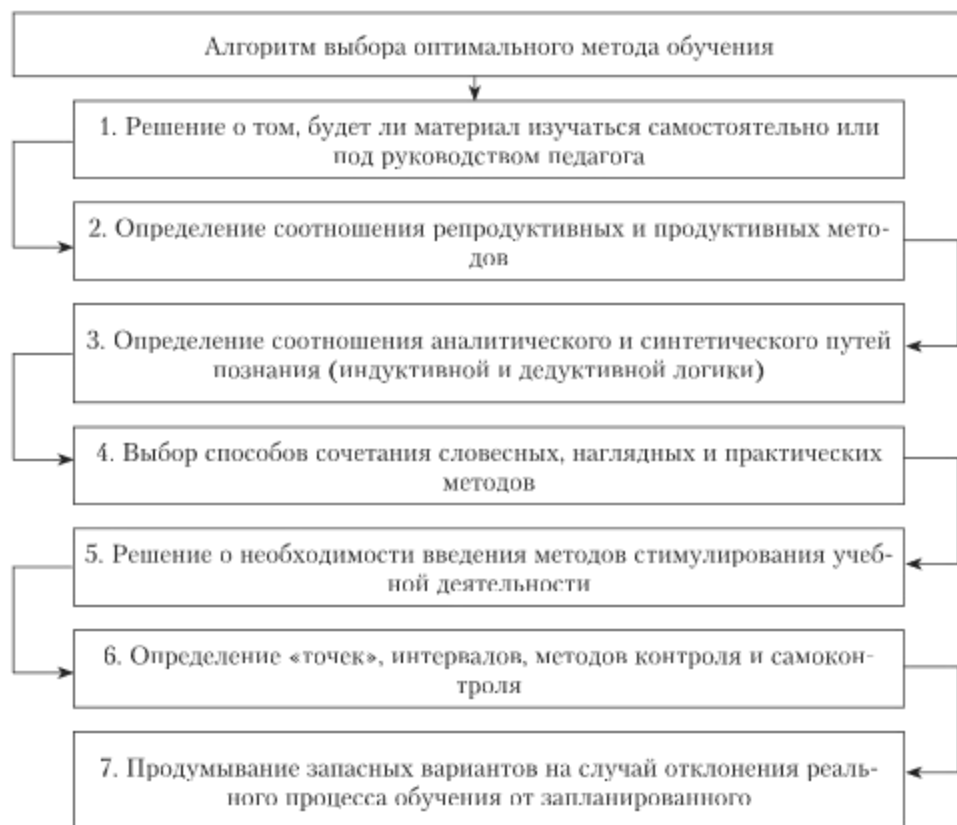 Алгоритм выбора оптимального метода обучения
1. Решение о том, будет ли материал изучаться самостоятельно или
под руководством педагога
2. Определение соотношения репродуктивных и продуктивных мето-
дов
3. Определение соотношения аналитического и синтетического путей
познания (индуктивной и дедуктивной логики)
4. Выбор способов сочетания словесных, наглядных и практических
методов
5. Решение о необходимости введения методов стимулирования учеб-
ной деятельности
6. Определение «точек», интервалов, методов контроля и самокон-
троля
7. Продумывание запасных вариантов на случай отклонения реаль-
ного процесса обучения от запланированного